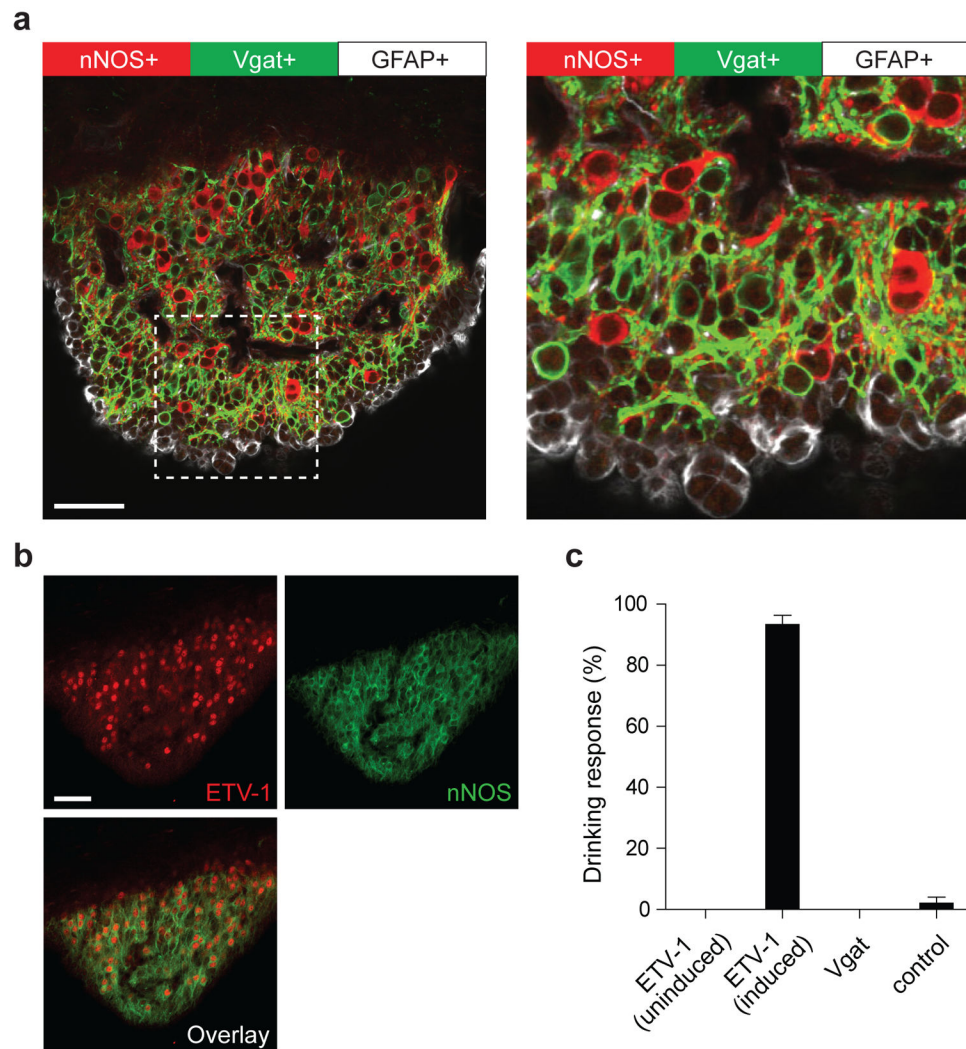 a
nNOS+ Vgat+ GFAP+ nNOS+ Vgat+ GFAP+
b
ETV-1
nNOS
Overlay
c
Drinking response (%)
100
80
60
40
20
0
ETV-1
(uninduced)
ETV-1
(induced)
Vgat
control